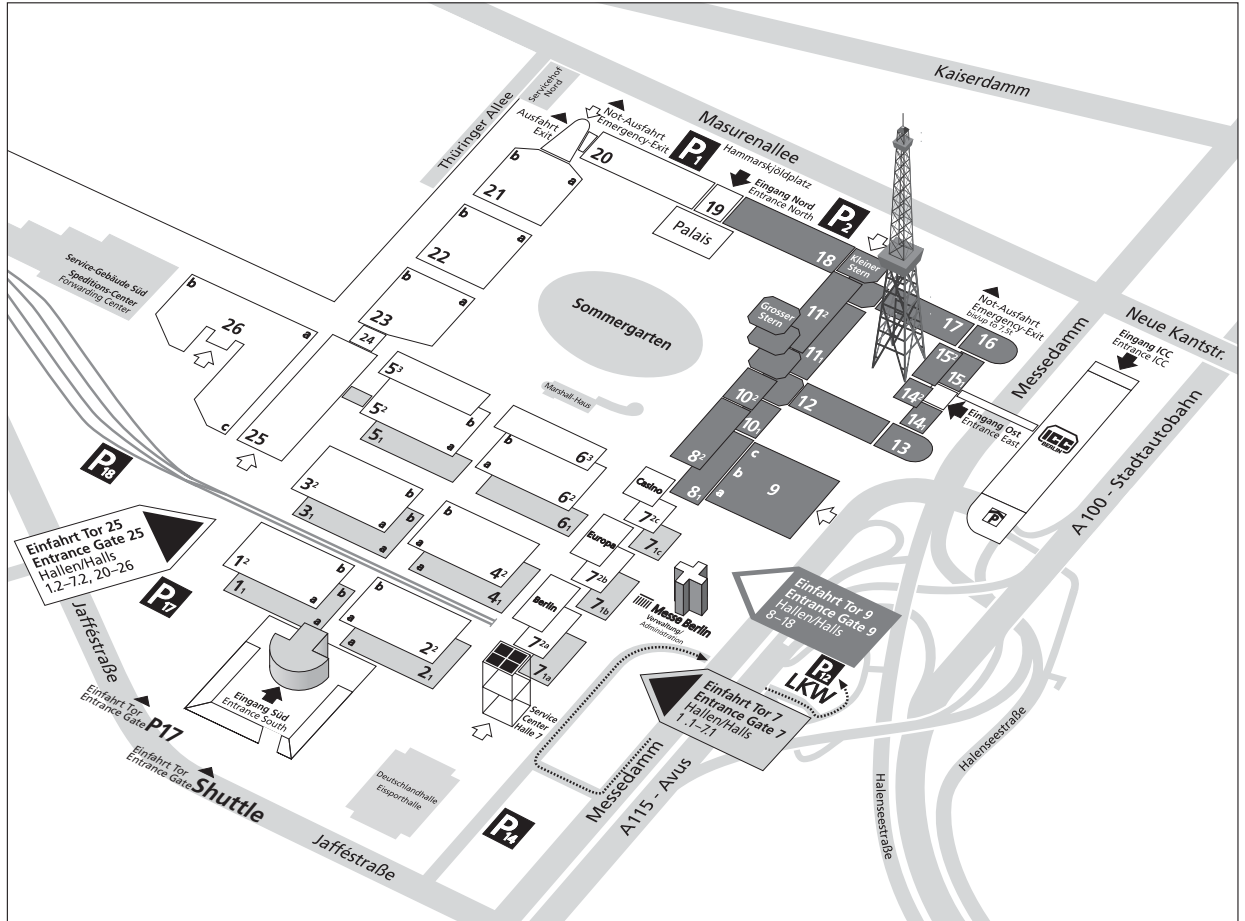 Kaiserdamm
Masurenallee
Hammarskjöldplatz
Thüringer Allee
Servicehof
Nord
Ausfahrt
Exit
Not-Ausfahrt
Emergency-Exit
P1
Eingang Nord
Entrance North
P2
20
19
Palais
18
Kleiner
Stern
b
a
21
b
a
22
b
a
23
24
Sommergarten
Marshall-Haus
Grosser
Stern
11²
11₁
17
16
Not-Ausfahrt
Emergency-Exit
bis/up to 7.5t
15²
15₁
14²
14₁
Eingang Ost
Entrance East
Messedamm
Neue Kantstr.
Eingang ICC
Entrance ICC
ICC
BERLIN
P
A 100 - Stadtautobahn
10²
10₁
12
13
8²
8₁
c
b
a
9
Service-Gebäude Süd
Speditions-Center
Forwarding Center
b
26
a
c
25
5³
5²
b
a
5₁
6³
b
a
6²
6₁
Casino
7²c
7₁c
Europa
7²b
7₁b
Berlin
7²a
7₁a
3²
b
a
3₁
b
a
b
a
4²
a
4₁
1²
b
a
1₁
b
a
b
a
2²
a
2₁
P18
Einfahrt Tor 25
Entrance Gate 25
Hallen/Halls
1.2–7.2, 20–26
P17
Jafféstraße
Eingang Süd
Entrance South
Service
Center
Halle 7
Messe Berlin
Verwaltung/
Administration
Einfahrt Tor 9
Entrance Gate 9
Hallen/Halls
8–18
P12
LKW
Einfahrt Tor 7
Entrance Gate 7
Hallen/Halls
1.1–7.1
Einfahrt Tor
Entrance Gate P17
Einfahrt Tor
Entrance Gate Shuttle
Deutschlandhalle
Eissporthalle
Messedamm
A115 - Avus
P14
Jafféstraße
Halenseestraße
Halenseestraße